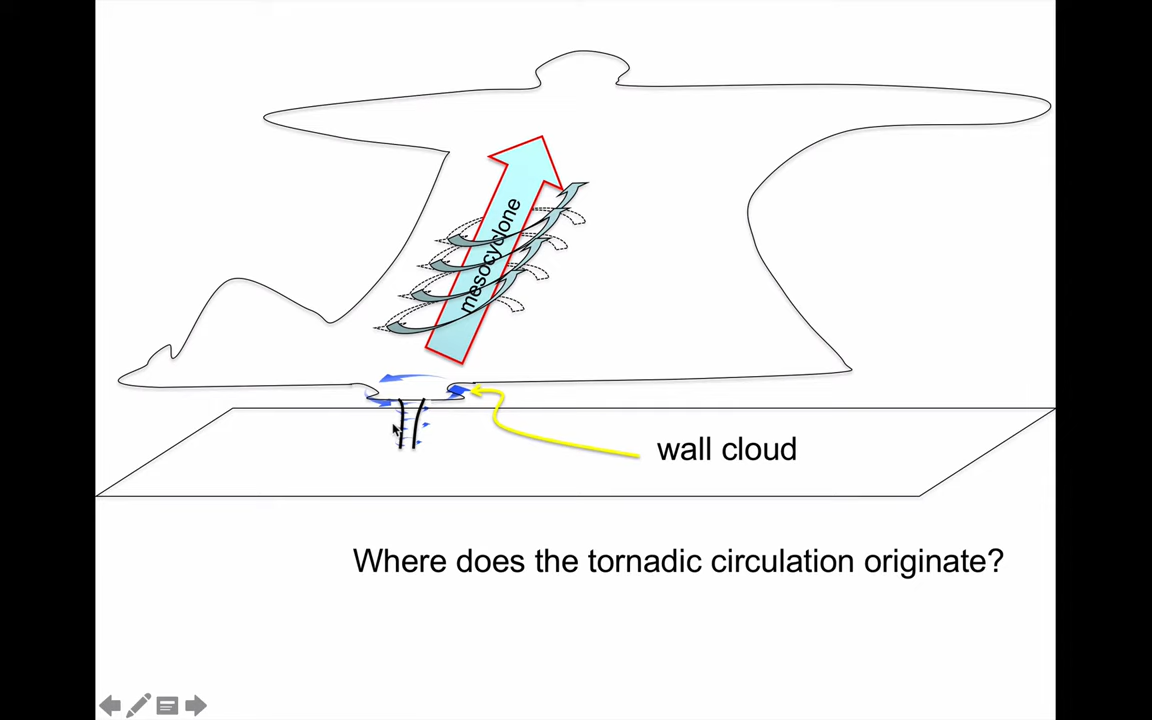 mesocyclone
wall cloud
Where does the tornadic circulation originate?